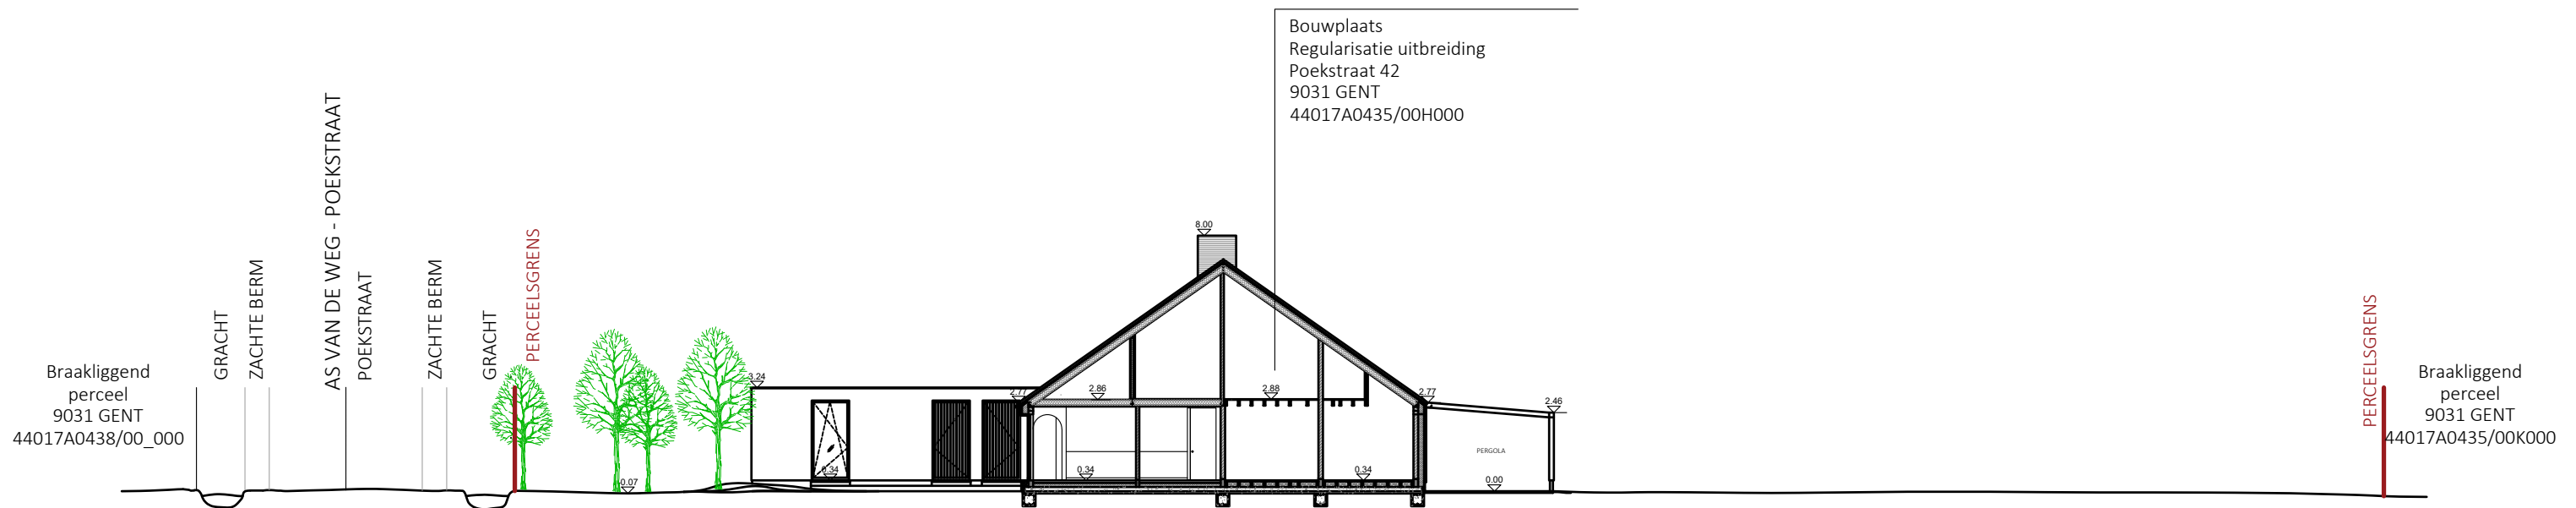 Bouwplaats
Regularisatie uitbreiding
Poekstraat 42
9031 GENT
44017A0435/00H000
Braakliggend
perceel
9031 GENT
44017A0438/00_000
GRACHT
ZACHTE BERM
AS VAN DE WEG - POEKSTRAAT
POEKSTRAAT
ZACHTE BERM
GRACHT
PERCEELSGRENS
8.00
3.24
2.77
2.86
2.88
2.77
2.46
0.34
0.34
0.34
-0.07
0.00
PERGOLA
PERCEELSGRENS
Braakliggend
perceel
9031 GENT
44017A0435/00K000